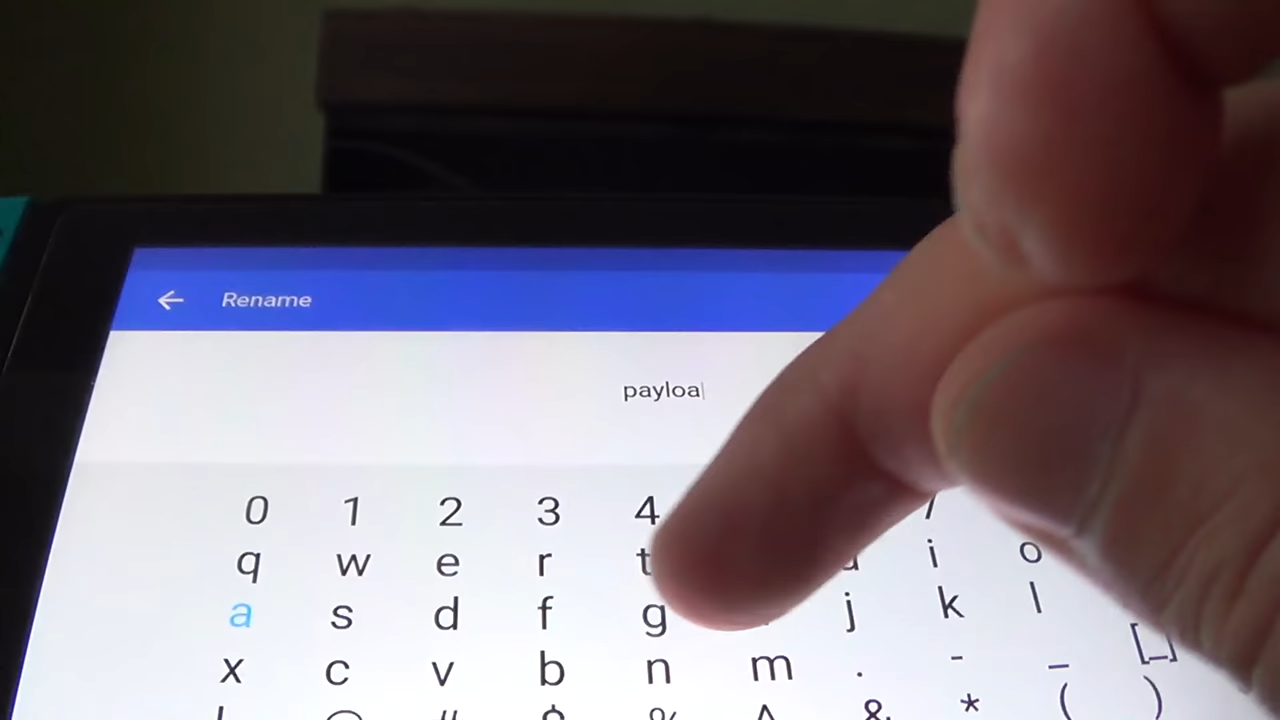 ← Rename
payloa
0 1 2 3 4 /
q w e r t u i o
a s d f g j k l
x c v b n m . - _ [_]
& * ( )